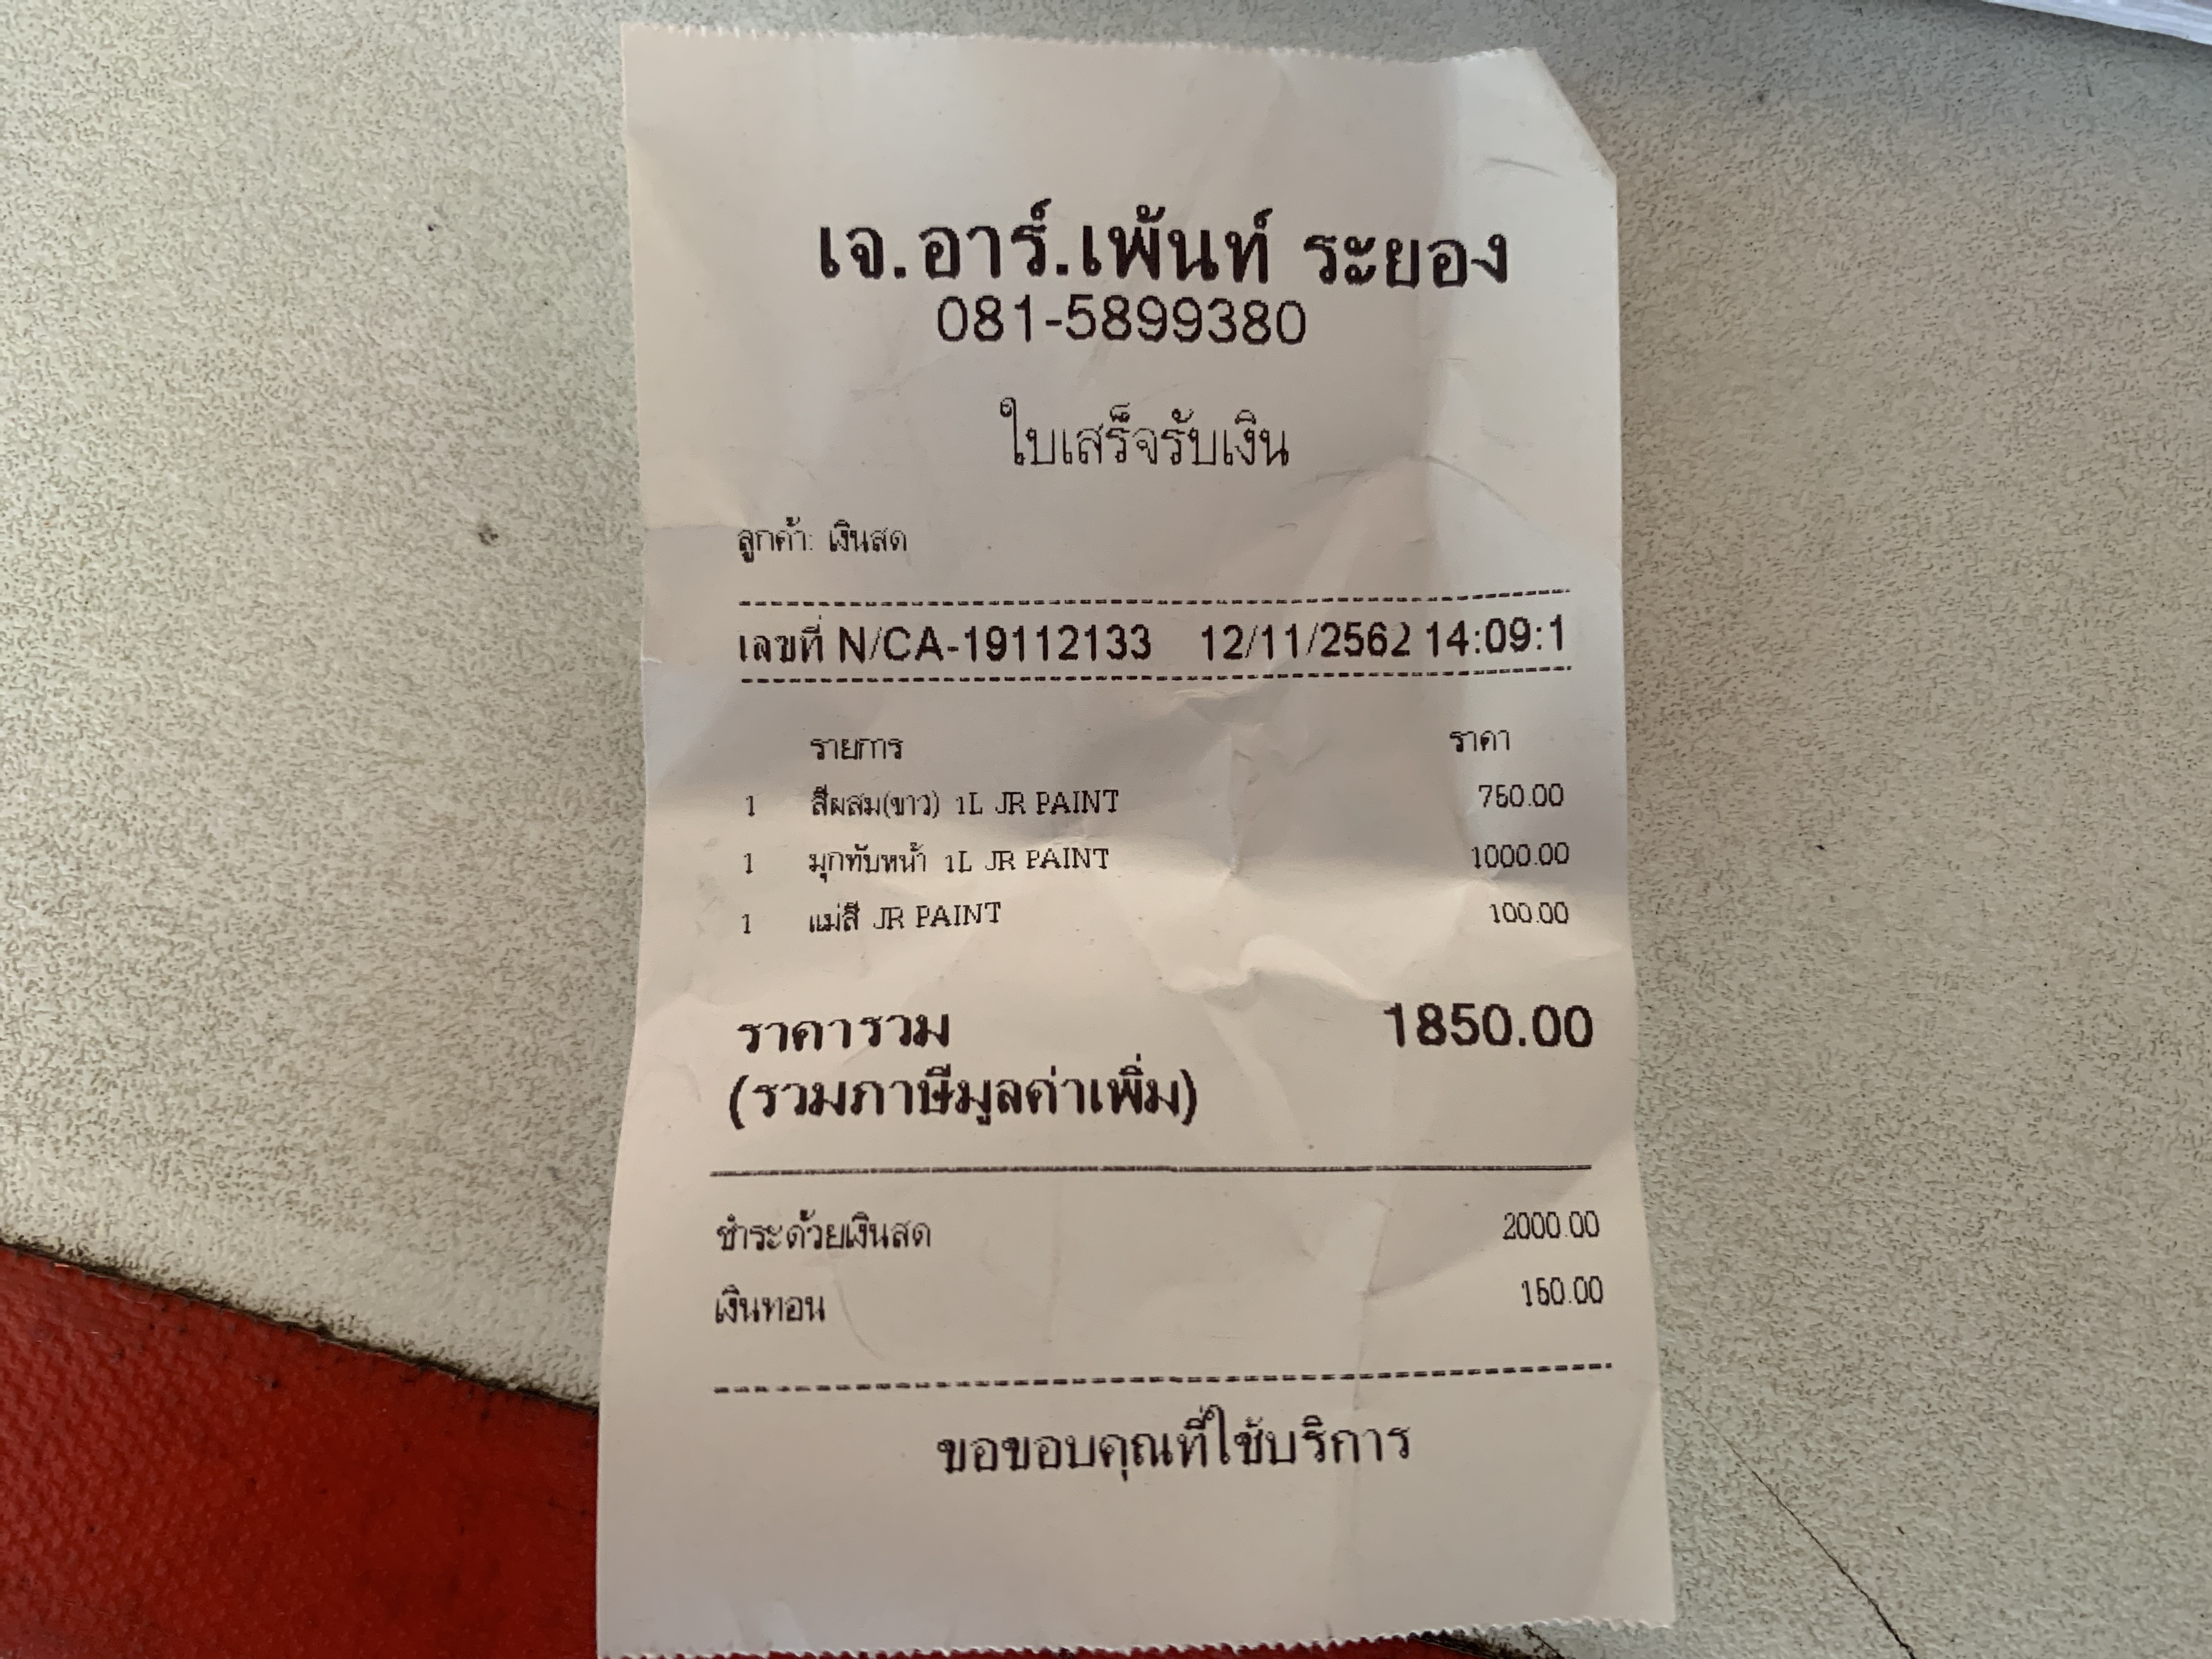 เจ.อาร์.เพ้นท์ ระยอง
081-5899380
ใบเสร็จรับเงิน
ลูกค้า: เงินสด
เลขที่ N/CA-19112133 12/11/2562 14:09:1
รายการ ราคา
1 สีผสม(ขาว) 1L JR PAINT 750.00
1 มุกทับหน้า 1L JR PAINT 1000.00
1 แม่สี JR PAINT 100.00
ราคารวม 1850.00
(รวมภาษีมูลค่าเพิ่ม)
ชำระด้วยเงินสด 2000.00
เงินทอน 150.00
ขอขอบคุณที่ใช้บริการ